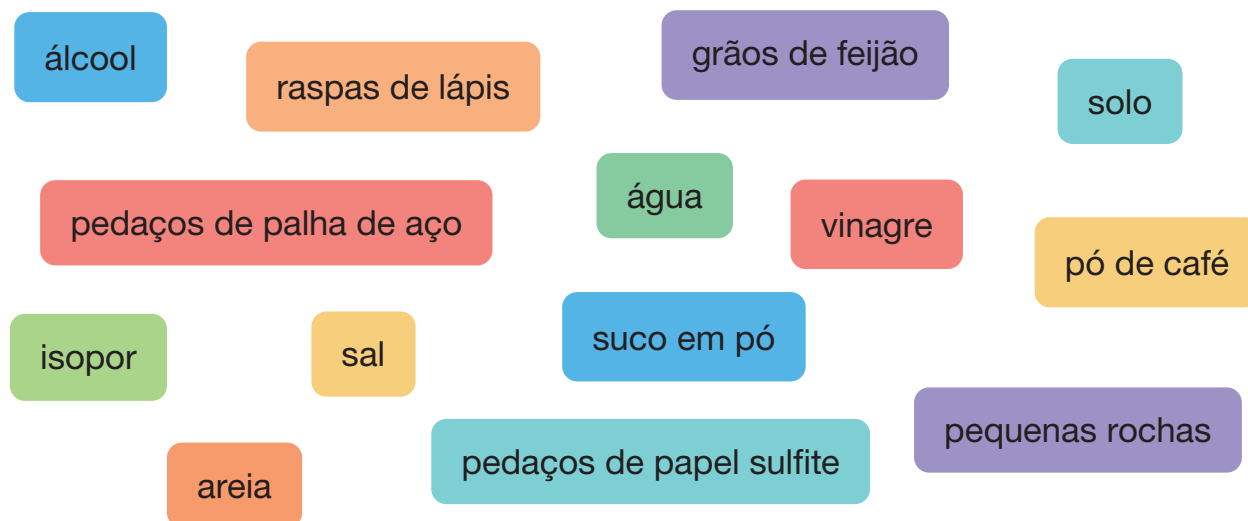 álcool
raspas de lápis
grãos de feijão
solo
pedaços de palha de aço
água
vinagre
pó de café
isopor
sal
suco em pó
pequenas rochas
areia
pedaços de papel sulfite